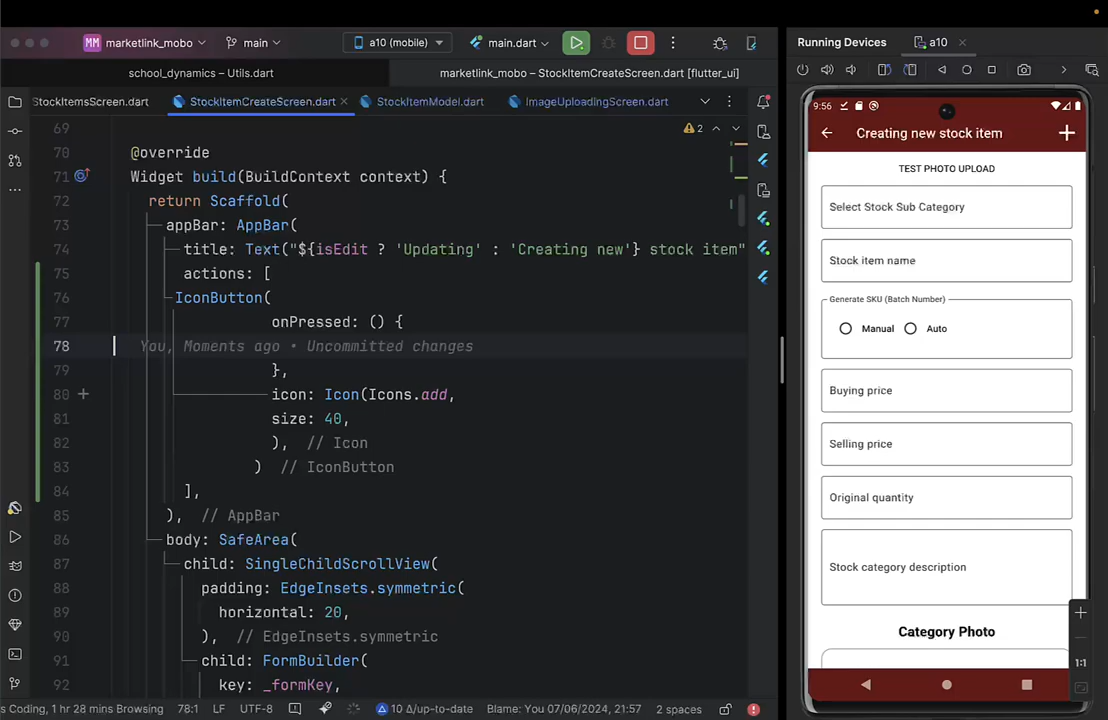 MM marketlink_mobo main a10 (mobile) main.dart
Running Devices a10
school_dynamics – Utils.dart marketlink_mobo – StockItemCreateScreen.dart [flutter_ui]
StockItemsScreen.dart StockItemCreateScreen.dart StockItemModel.dart ImageUploadingScreen.dart
69
70 @override
71 Widget build(BuildContext context) {
72 return Scaffold(
73 appBar: AppBar(
74 title: Text("${isEdit ? 'Updating' : 'Creating new'} stock item"
75 actions: [
76 IconButton(
77 onPressed: () {
78 You, Moments ago • Uncommitted changes
79 },
80 icon: Icon(Icons.add,
81 size: 40,
82 ), // Icon
83 ) // IconButton
84 ],
85 ), // AppBar
86 body: SafeArea(
87 child: SingleChildScrollView(
88 padding: EdgeInsets.symmetric(
89 horizontal: 20,
90 ), // EdgeInsets.symmetric
91 child: FormBuilder(
92 key: _formKey,
2
s Coding, 1 hr 28 mins Browsing 78:1 LF UTF-8 10 Δ/up-to-date Blame: You 07/06/2024, 21:57 2 spaces
9:56
Creating new stock item
TEST PHOTO UPLOAD
Select Stock Sub Category
Stock item name
Generate SKU (Batch Number)
Manual Auto
Buying price
Selling price
Original quantity
Stock category description
Category Photo
1:1